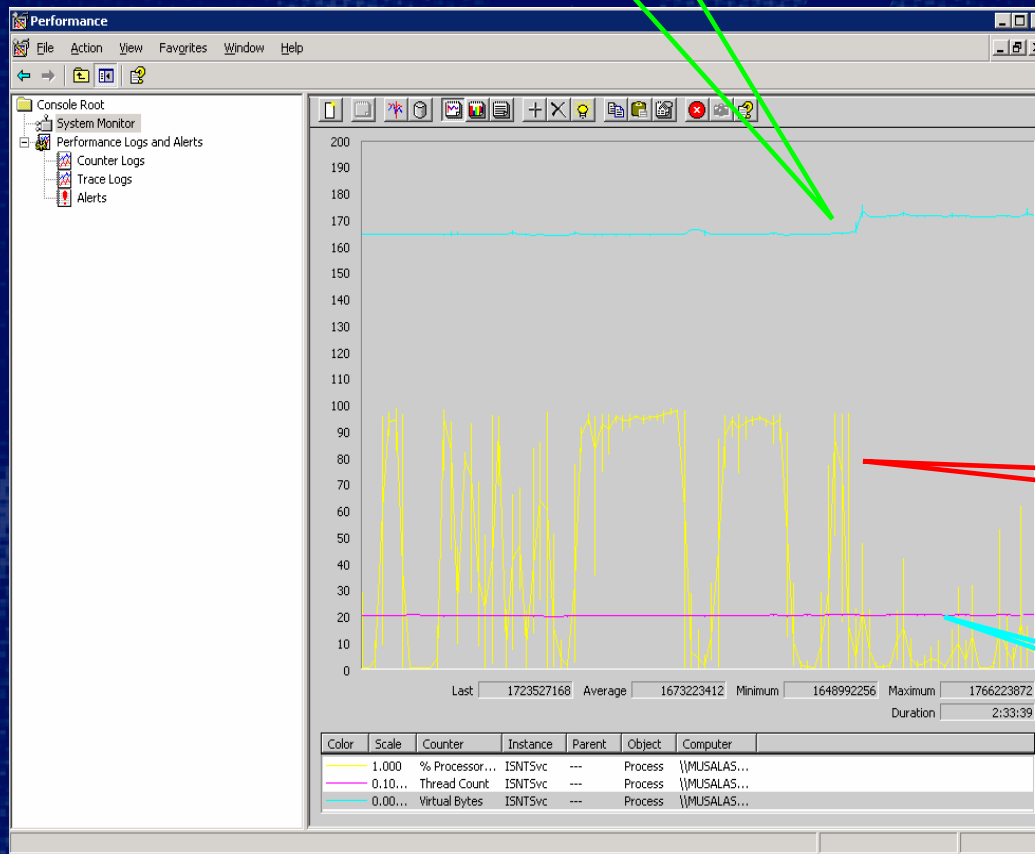 Performance
File Action View Favorites Window Help
Console Root
System Monitor
Performance Logs and Alerts
Counter Logs
Trace Logs
Alerts
200
190
180
170
160
150
140
130
120
110
100
90
80
70
60
50
40
30
20
10
0
Last 1723527168 Average 1673223412 Minimum 1648992256 Maximum 1766223872
Duration 2:33:39
Color Scale Counter Instance Parent Object Computer
1.000 % Processor... ISNTSvc --- Process \\MUSALAS...
0.10... Thread Count ISNTSvc --- Process \\MUSALAS...
0.00... Virtual Bytes ISNTSvc --- Process \\MUSALAS...